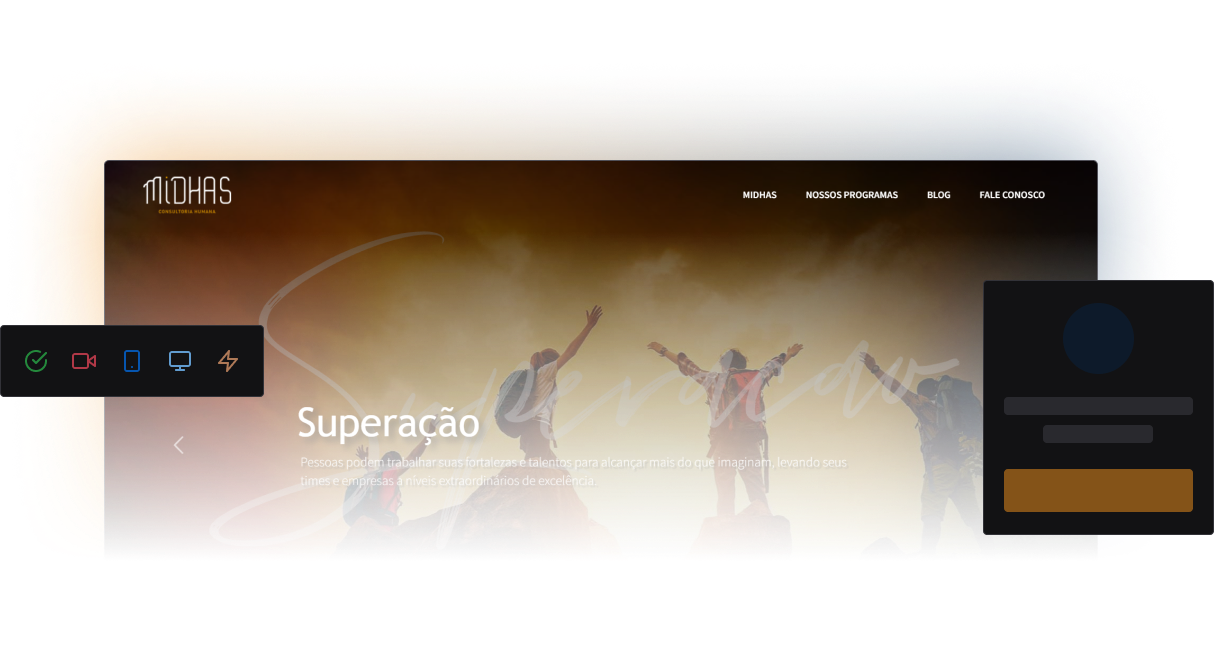 MIDHAS
CONSULTORIA HUMANA
MIDHAS NOSSOS PROGRAMAS BLOG FALE CONOSCO
Superação
Superação
Pessoas podem trabalhar suas fortalezas e talentos para alcançar mais do que imaginam, levando seus
times e empresas a níveis extraordinários de excelência.